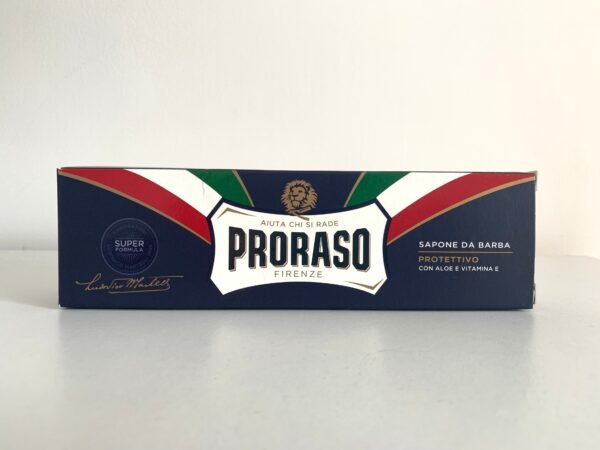 AIUTA CHI SI RADE
PRORASO
FIRENZE
SUPER
FORMULA
SAPONE DA BARBA
PROTETTIVO
CON ALOE E VITAMINA E